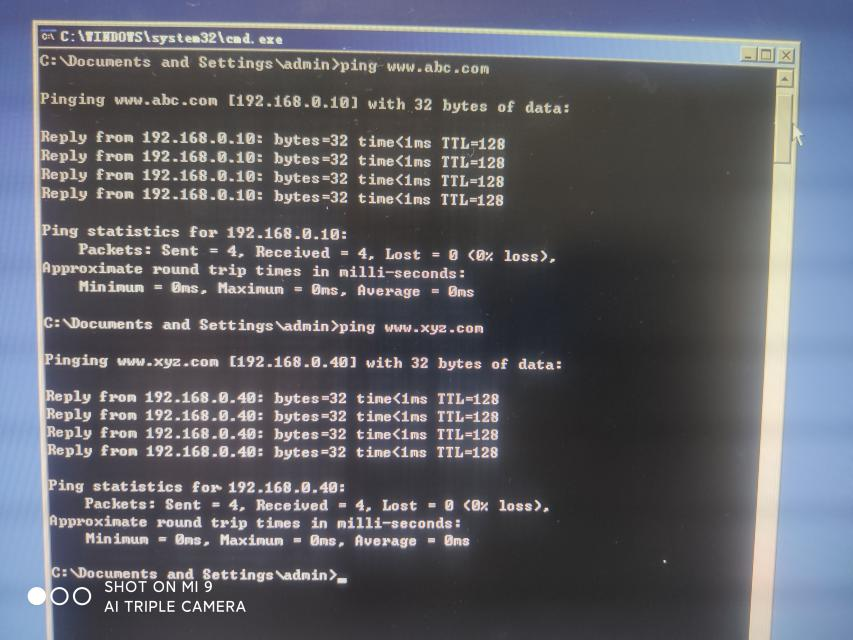 C:\WINDOWS\system32\cmd.exe
C:\Documents and Settings\admin>ping www.abc.com
Pinging www.abc.com [192.168.0.10] with 32 bytes of data:
Reply from 192.168.0.10: bytes=32 time<1ms TTL=128
Reply from 192.168.0.10: bytes=32 time<1ms TTL=128
Reply from 192.168.0.10: bytes=32 time<1ms TTL=128
Reply from 192.168.0.10: bytes=32 time<1ms TTL=128
Ping statistics for 192.168.0.10:
Packets: Sent = 4, Received = 4, Lost = 0 (0% loss),
Approximate round trip times in milli-seconds:
Minimum = 0ms, Maximum = 0ms, Average = 0ms
C:\Documents and Settings\admin>ping www.xyz.com
Pinging www.xyz.com [192.168.0.40] with 32 bytes of data:
Reply from 192.168.0.40: bytes=32 time<1ms TTL=128
Reply from 192.168.0.40: bytes=32 time<1ms TTL=128
Reply from 192.168.0.40: bytes=32 time<1ms TTL=128
Reply from 192.168.0.40: bytes=32 time<1ms TTL=128
Ping statistics for 192.168.0.40:
Packets: Sent = 4, Received = 4, Lost = 0 (0% loss),
Approximate round trip times in milli-seconds:
Minimum = 0ms, Maximum = 0ms, Average = 0ms
C:\Documents and Settings\admin>_
SHOT ON MI 9
AI TRIPLE CAMERA